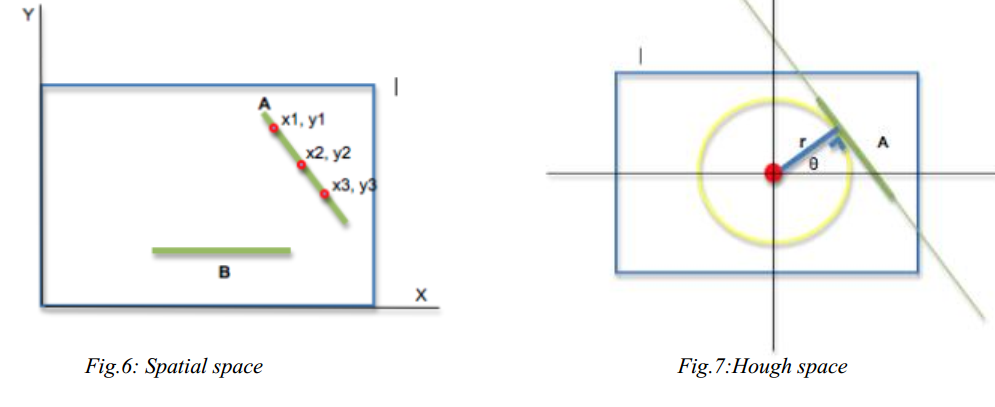 Y
|
A
x1, y1
x2, y2
x3, y3
B
X
Fig.6: Spatial space
|
r
A
θ
Fig.7:Hough space